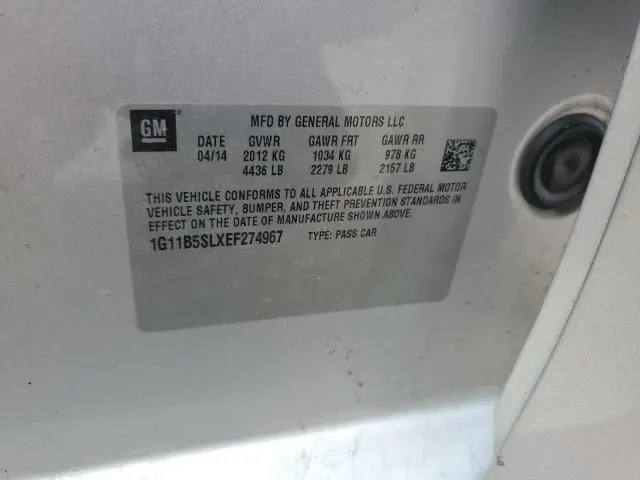 GM
MFD BY GENERAL MOTORS LLC
DATE GVWR GAWR FRT GAWR RR
04/14 2012 KG 1034 KG 978 KG
4436 LB 2279 LB 2157 LB
THIS VEHICLE CONFORMS TO ALL APPLICABLE U.S. FEDERAL MOTOR
VEHICLE SAFETY, BUMPER, AND THEFT PREVENTION STANDARDS IN
EFFECT ON THE DATE OF MANUFACTURE SHOWN ABOVE.
1G11B5SLXEF274967 TYPE: PASS CAR